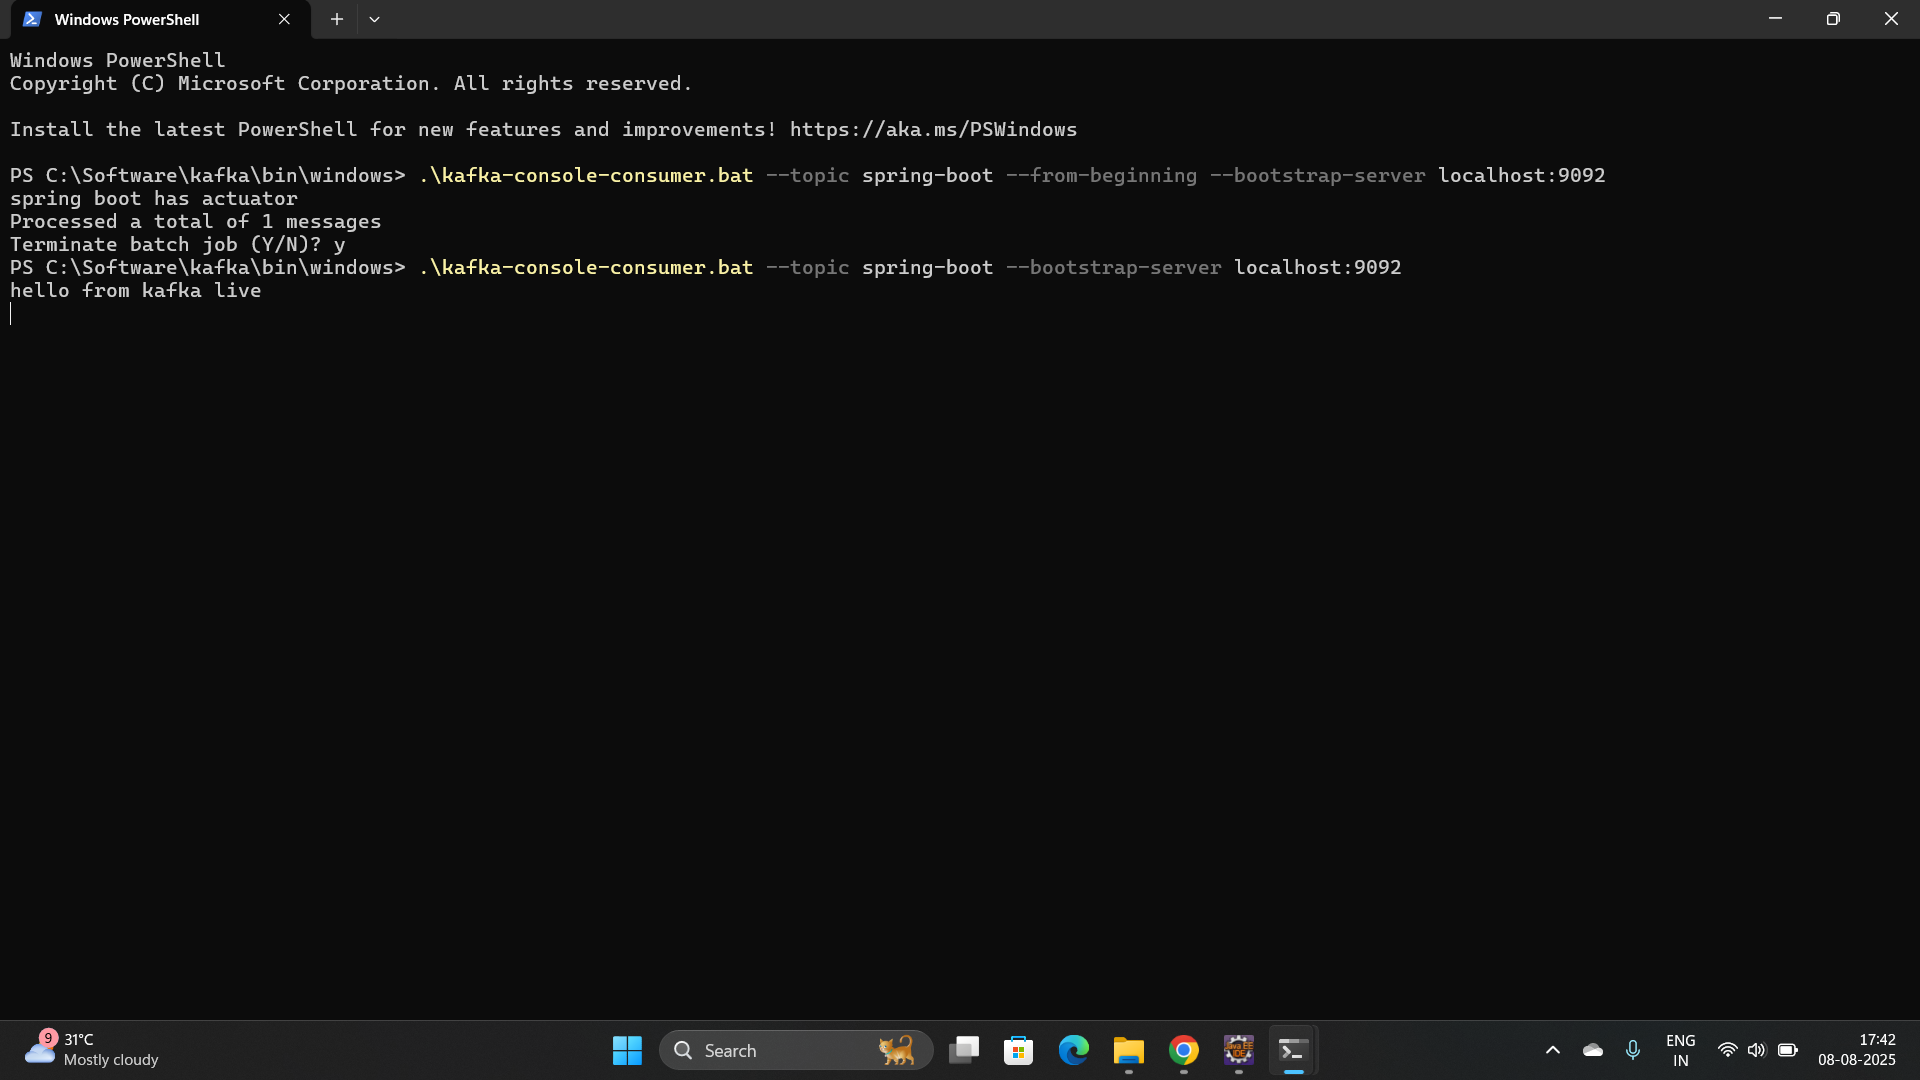 Windows PowerShell
Windows PowerShell
Copyright (C) Microsoft Corporation. All rights reserved.
Install the latest PowerShell for new features and improvements! https://aka.ms/PSWindows
PS C:\Software\kafka\bin\windows> .\kafka-console-consumer.bat --topic spring-boot --from-beginning --bootstrap-server localhost:9092
spring boot has actuator
Processed a total of 1 messages
Terminate batch job (Y/N)? y
PS C:\Software\kafka\bin\windows> .\kafka-console-consumer.bat --topic spring-boot --bootstrap-server localhost:9092
hello from kafka live
9
31°C
Mostly cloudy
Search
Java EE
IDE
ENG
IN
17:42
08-08-2025